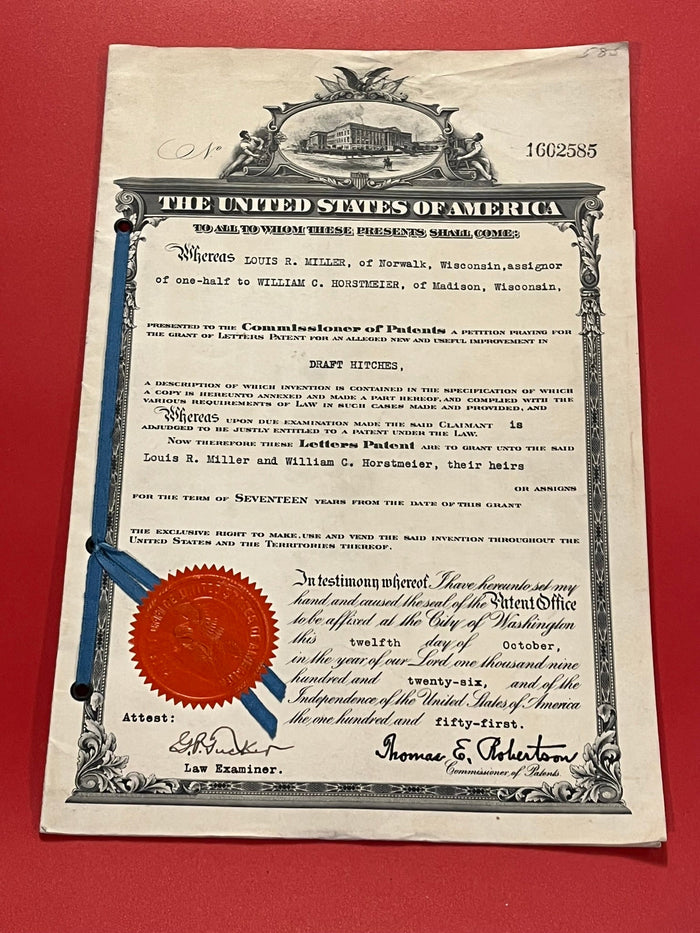 585
No 1602585
THE UNITED STATES OF AMERICA
TO ALL TO WHOM THESE PRESENTS SHALL COME:
Whereas LOUIS R. MILLER, of Norwalk, Wisconsin,assignor
of one-half to WILLIAM C. HORSTMEIER, of Madison, Wisconsin,
PRESENTED TO THE Commissioner of Patents A PETITION PRAYING FOR
THE GRANT OF LETTERS PATENT FOR AN ALLEGED NEW AND USEFUL IMPROVEMENT IN
DRAFT HITCHES,
A DESCRIPTION OF WHICH INVENTION IS CONTAINED IN THE SPECIFICATION OF WHICH
A COPY IS HEREUNTO ANNEXED AND MADE A PART HEREOF, AND COMPLIED WITH THE
VARIOUS REQUIREMENTS OF LAW IN SUCH CASES MADE AND PROVIDED, AND
Whereas UPON DUE EXAMINATION MADE THE SAID CLAIMANT is
ADJUDGED TO BE JUSTLY ENTITLED TO A PATENT UNDER THE LAW.
NOW THEREFORE THESE Letters Patent ARE TO GRANT UNTO THE SAID
Louis R. Miller and William C. Horstmeier, their heirs
OR ASSIGNS
FOR THE TERM OF SEVENTEEN YEARS FROM THE DATE OF THIS GRANT
THE EXCLUSIVE RIGHT TO MAKE, USE AND VEND THE SAID INVENTION THROUGHOUT THE
UNITED STATES AND THE TERRITORIES THEREOF.
In testimony whereof, I have hereunto set my
hand and caused the seal of the Patent Office
to be affixed at the City of Washington
this twelfth day of October,
in the year of our Lord one thousand nine
hundred and twenty-six, and of the
Independence of the United States of America
the one hundred and fifty-first.
Attest:
G.P. Tucker
Law Examiner.
Thomas E. Robertson
Commissioner of Patents